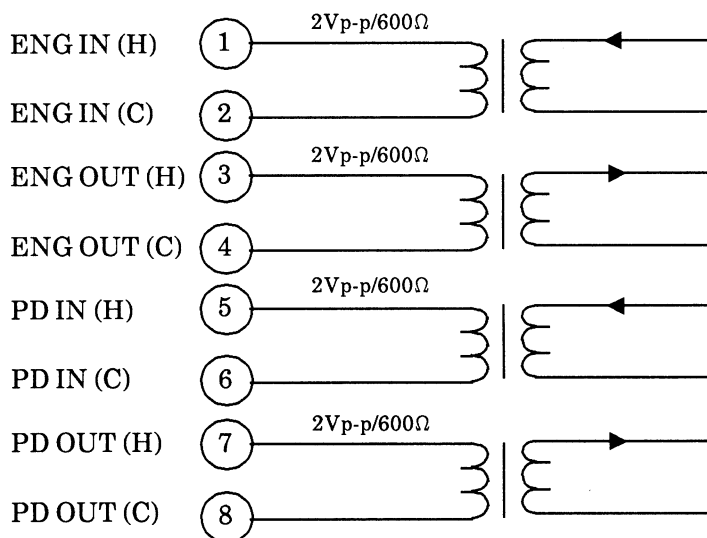 2Vp-p/600Ω
ENG IN (H) 1
ENG IN (C) 2
2Vp-p/600Ω
ENG OUT (H) 3
ENG OUT (C) 4
2Vp-p/600Ω
PD IN (H) 5
PD IN (C) 6
2Vp-p/600Ω
PD OUT (H) 7
PD OUT (C) 8